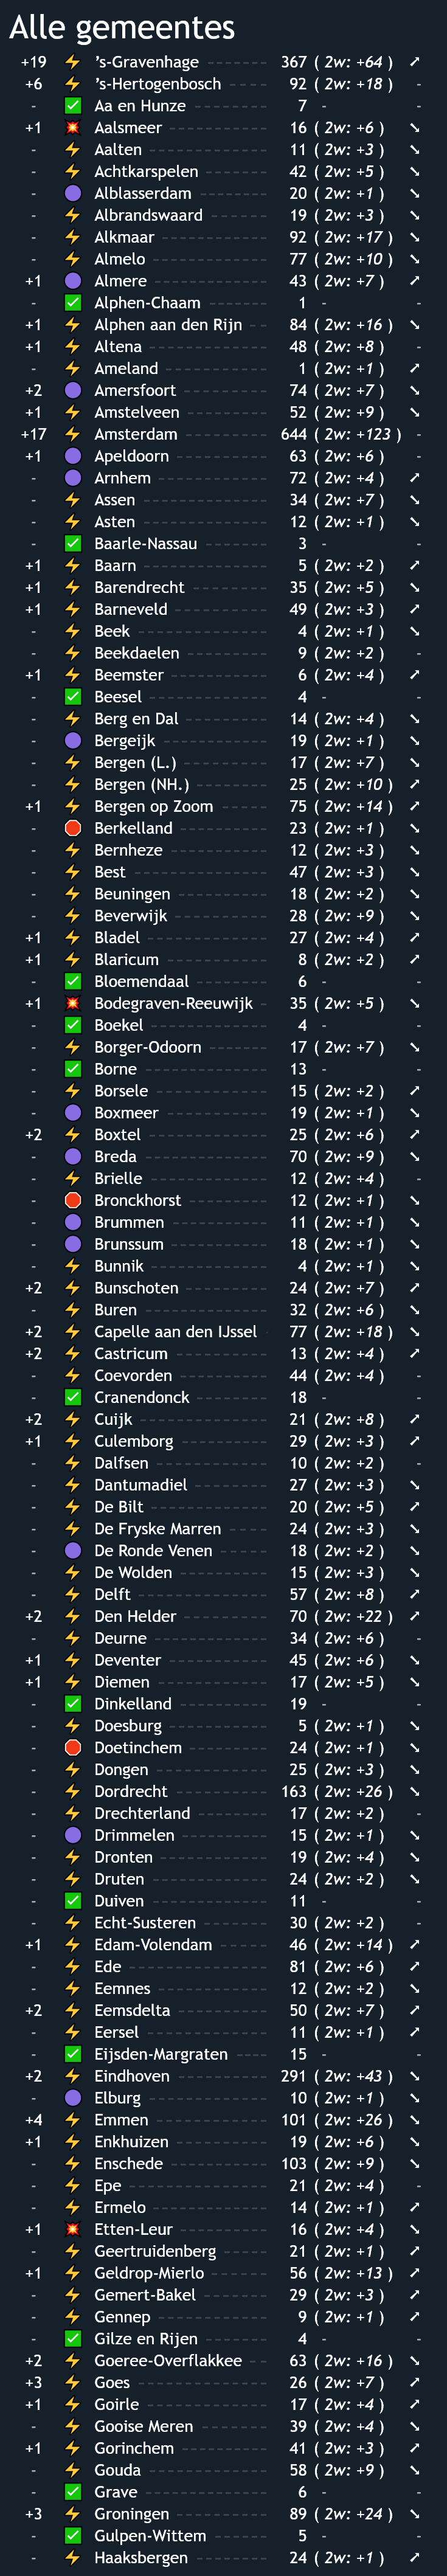 Alle gemeentes
+19 ⚡ 's-Gravenhage 367 ( 2w: +64 ) ➚
+6 ⚡ 's-Hertogenbosch 92 ( 2w: +18 ) -
- ✅ Aa en Hunze 7 - -
+1 💥 Aalsmeer 16 ( 2w: +6 ) ➘
- ⚡ Aalten 11 ( 2w: +3 ) ➘
- ⚡ Achtkarspelen 42 ( 2w: +5 ) ➘
- 🟣 Alblasserdam 20 ( 2w: +1 ) ➘
- ⚡ Albrandswaard 19 ( 2w: +3 ) ➘
- ⚡ Alkmaar 92 ( 2w: +17 ) ➘
- ⚡ Almelo 77 ( 2w: +10 ) ➘
+1 🟣 Almere 43 ( 2w: +7 ) ➚
- ✅ Alphen-Chaam 1 - -
+1 ⚡ Alphen aan den Rijn 84 ( 2w: +16 ) ➘
+1 ⚡ Altena 48 ( 2w: +8 ) -
- ⚡ Ameland 1 ( 2w: +1 ) ➚
+2 🟣 Amersfoort 74 ( 2w: +7 ) ➘
+1 ⚡ Amstelveen 52 ( 2w: +9 ) ➘
+17 ⚡ Amsterdam 644 ( 2w: +123 ) -
+1 🟣 Apeldoorn 63 ( 2w: +6 ) -
- 🟣 Arnhem 72 ( 2w: +4 ) ➚
- ⚡ Assen 34 ( 2w: +7 ) ➘
- ⚡ Asten 12 ( 2w: +1 ) ➘
- ✅ Baarle-Nassau 3 - -
+1 ⚡ Baarn 5 ( 2w: +2 ) ➚
+1 ⚡ Barendrecht 35 ( 2w: +5 ) ➘
+1 ⚡ Barneveld 49 ( 2w: +3 ) ➚
- ⚡ Beek 4 ( 2w: +1 ) ➘
- ⚡ Beekdaelen 9 ( 2w: +2 ) -
+1 ⚡ Beemster 6 ( 2w: +4 ) ➚
- ✅ Beesel 4 - -
- ⚡ Berg en Dal 14 ( 2w: +4 ) ➘
- 🟣 Bergeijk 19 ( 2w: +1 ) ➘
- ⚡ Bergen (L.) 17 ( 2w: +7 ) ➘
- ⚡ Bergen (NH.) 25 ( 2w: +10 ) ➚
+1 ⚡ Bergen op Zoom 75 ( 2w: +14 ) ➚
- 🛑 Berkelland 23 ( 2w: +1 ) ➘
- ⚡ Bernheze 12 ( 2w: +3 ) ➘
- ⚡ Best 47 ( 2w: +3 ) ➘
- ⚡ Beuningen 18 ( 2w: +2 ) ➘
- ⚡ Beverwijk 28 ( 2w: +9 ) ➘
+1 ⚡ Bladel 27 ( 2w: +4 ) ➚
+1 ⚡ Blaricum 8 ( 2w: +2 ) ➚
- ✅ Bloemendaal 6 - -
+1 💥 Bodegraven-Reeuwijk 35 ( 2w: +5 ) ➘
- ✅ Boekel 4 - -
- ⚡ Borger-Odoorn 17 ( 2w: +7 ) ➘
- ✅ Borne 13 - -
- ⚡ Borsele 15 ( 2w: +2 ) ➚
- 🟣 Boxmeer 19 ( 2w: +1 ) ➘
+2 ⚡ Boxtel 25 ( 2w: +6 ) ➚
- 🟣 Breda 70 ( 2w: +9 ) ➘
- ⚡ Brielle 12 ( 2w: +4 ) -
- 🛑 Bronckhorst 12 ( 2w: +1 ) ➘
- 🟣 Brummen 11 ( 2w: +1 ) ➘
- 🟣 Brunssum 18 ( 2w: +1 ) ➘
- ⚡ Bunnik 4 ( 2w: +1 ) ➘
+2 ⚡ Bunschoten 24 ( 2w: +7 ) ➚
- ⚡ Buren 32 ( 2w: +6 ) ➘
+2 ⚡ Capelle aan den IJssel 77 ( 2w: +18 ) ➘
+2 ⚡ Castricum 13 ( 2w: +4 ) ➚
- ⚡ Coevorden 44 ( 2w: +4 ) -
- ✅ Cranendonck 18 - -
+2 ⚡ Cuijk 21 ( 2w: +8 ) ➚
+1 ⚡ Culemborg 29 ( 2w: +3 ) ➚
- ⚡ Dalfsen 10 ( 2w: +2 ) -
- ⚡ Dantumadiel 27 ( 2w: +3 ) ➘
- ⚡ De Bilt 20 ( 2w: +5 ) ➚
- ⚡ De Fryske Marren 24 ( 2w: +3 ) ➘
- 🟣 De Ronde Venen 18 ( 2w: +2 ) ➘
- ⚡ De Wolden 15 ( 2w: +3 ) ➘
- ⚡ Delft 57 ( 2w: +8 ) ➚
+2 ⚡ Den Helder 70 ( 2w: +22 ) ➚
- ⚡ Deurne 34 ( 2w: +6 ) -
+1 ⚡ Deventer 45 ( 2w: +6 ) ➘
+1 ⚡ Diemen 17 ( 2w: +5 ) ➘
- ✅ Dinkelland 19 - -
- ⚡ Doesburg 5 ( 2w: +1 ) ➘
- 🛑 Doetinchem 24 ( 2w: +1 ) ➘
- ⚡ Dongen 25 ( 2w: +3 ) ➘
- ⚡ Dordrecht 163 ( 2w: +26 ) ➘
- ⚡ Drechterland 17 ( 2w: +2 ) -
- 🟣 Drimmelen 15 ( 2w: +1 ) ➘
- ⚡ Dronten 19 ( 2w: +4 ) ➘
- ⚡ Druten 24 ( 2w: +2 ) ➘
- ✅ Duiven 11 - -
- ⚡ Echt-Susteren 30 ( 2w: +2 ) -
+1 ⚡ Edam-Volendam 46 ( 2w: +14 ) ➚
- ⚡ Ede 81 ( 2w: +6 ) ➚
- ⚡ Eemnes 12 ( 2w: +2 ) ➘
+2 ⚡ Eemsdelta 50 ( 2w: +7 ) ➚
- ⚡ Eersel 11 ( 2w: +1 ) ➚
- ✅ Eijsden-Margraten 15 - -
+2 ⚡ Eindhoven 291 ( 2w: +43 ) ➘
- 🟣 Elburg 10 ( 2w: +1 ) ➘
+4 ⚡ Emmen 101 ( 2w: +26 ) ➘
+1 ⚡ Enkhuizen 19 ( 2w: +6 ) ➘
- ⚡ Enschede 103 ( 2w: +9 ) ➘
- ⚡ Epe 21 ( 2w: +4 ) -
- ⚡ Ermelo 14 ( 2w: +1 ) ➚
+1 💥 Etten-Leur 16 ( 2w: +4 ) ➘
- ⚡ Geertruidenberg 21 ( 2w: +1 ) ➚
+1 ⚡ Geldrop-Mierlo 56 ( 2w: +13 ) ➚
- ⚡ Gemert-Bakel 29 ( 2w: +3 ) ➚
- ⚡ Gennep 9 ( 2w: +1 ) ➚
- ✅ Gilze en Rijen 4 - -
+2 ⚡ Goeree-Overflakkee 63 ( 2w: +16 ) ➘
+3 ⚡ Goes 26 ( 2w: +7 ) ➚
+1 ⚡ Goirle 17 ( 2w: +4 ) ➚
- ⚡ Gooise Meren 39 ( 2w: +4 ) ➘
+1 ⚡ Gorinchem 41 ( 2w: +3 ) ➚
- ⚡ Gouda 58 ( 2w: +9 ) ➘
- ✅ Grave 6 - -
+3 ⚡ Groningen 89 ( 2w: +24 ) ➘
- ✅ Gulpen-Wittem 5 - -
- ⚡ Haaksbergen 24 ( 2w: +1 ) ➚